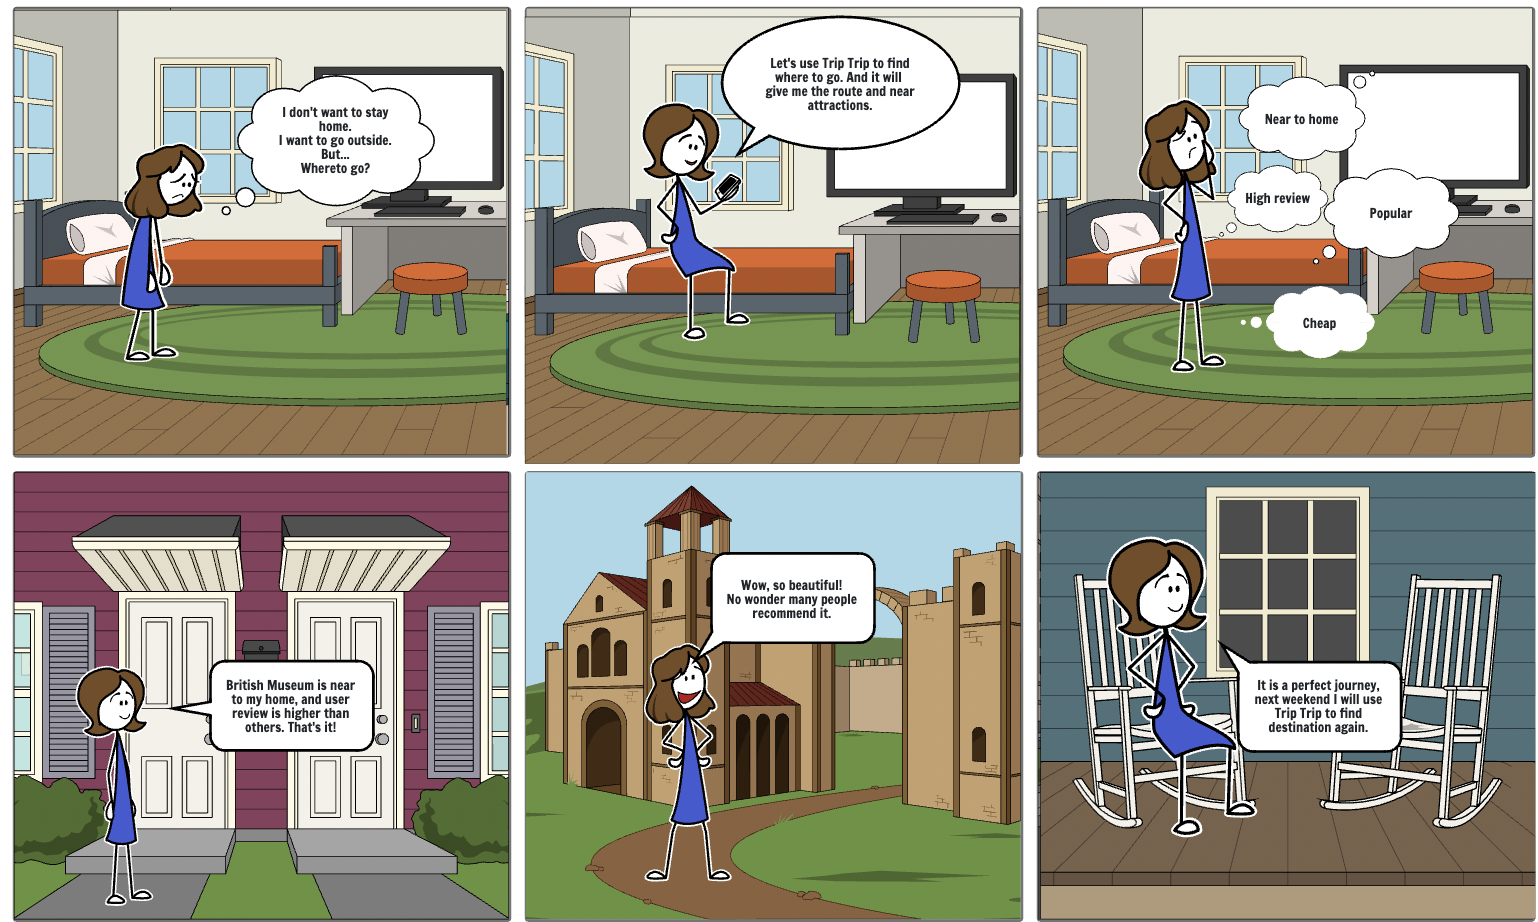 I don't want to stay
home.
I want to go outside.
But...
Whereto go?
Let's use Trip Trip to find
where to go. And it will
give me the route and near
attractions.
Near to home
High review
Popular
Cheap
British Museum is near
to my home, and user
review is higher than
others. That's it!
Wow, so beautiful!
No wonder many people
recommend it.
It is a perfect journey,
next weekend I will use
Trip Trip to find
destination again.